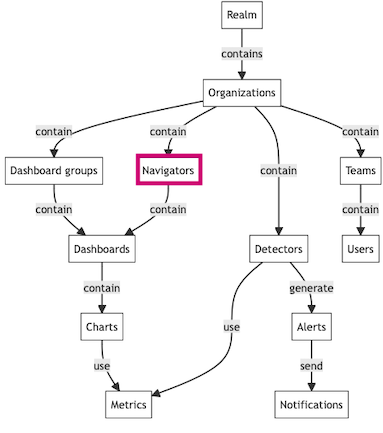 Realm
contains
Organizations
contain
contain
contain
contain
Dashboard groups
Navigators
Teams
contain
contain
contain
Dashboards
Detectors
Users
contain
generate
Charts
use
Alerts
use
send
Metrics
Notifications